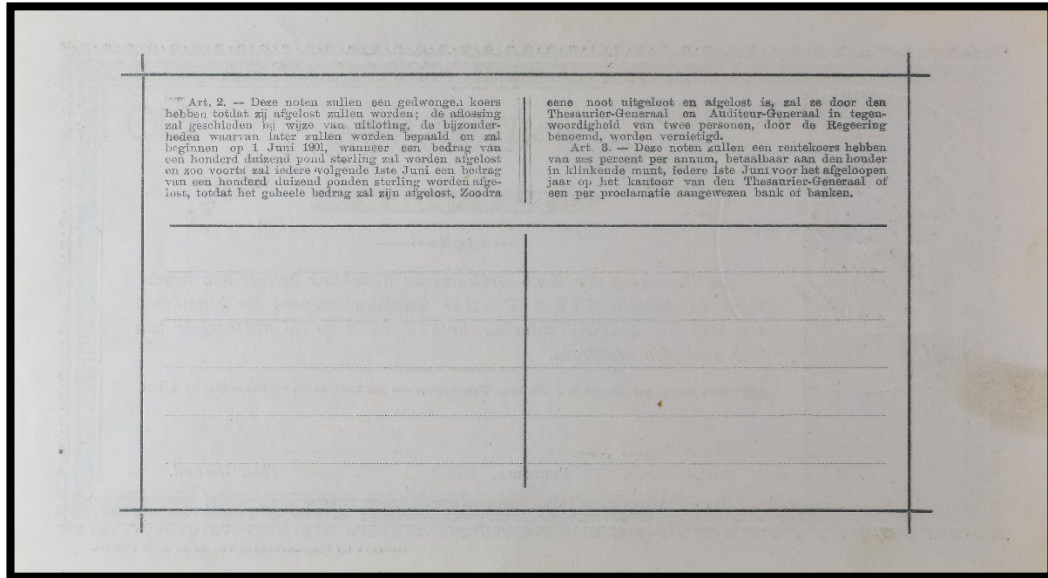 Art. 2. — Deze noten zullen een gedwongen koers
hebben totdat zij afgelost zullen worden; de aflossing
zal geschieden bij wijze van uitloting, de bijzonder-
heden waarvan later zullen worden bepaald en zal
beginnen op 1 Juni 1901, wanneer een bedrag van
een honderd duizend pond sterling zal worden afgelost
en zoo voorts zal iedere volgende 1ste Juni een bedrag
van een honderd duizend ponden sterling worden afge-
lost, totdat het geheele bedrag zal zijn afgelost. Zoodra
eene noot uitgeloot en afgelost is, zal ze door den
Thesaurier-Generaal en Auditeur-Generaal in tegen-
woordigheid van twee personen, door de Regeering
benoemd, worden vernietigd.
Art. 3. — Deze noten zullen een rentekoers hebben
van zes percent per annum, betaalbaar aan den houder
in klinkende munt, iedere 1ste Juni voor het afgeloopen
jaar op het kantoor van den Thesaurier-Generaal of
een per proclamatie aangewezen bank of banken.